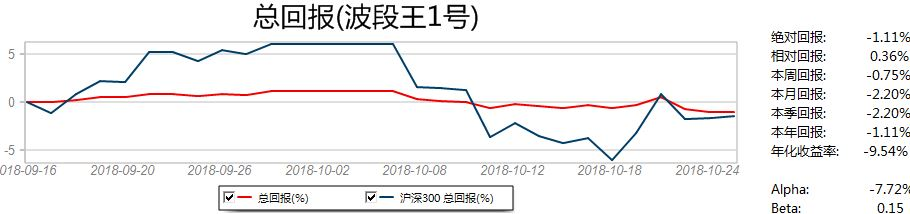 总回报(波段王1号)
5
0
-5
018-09-16 2018-09-20 2018-09-26 2018-10-02 2018-10-08 2018-10-12 2018-10-18 2018-10-24
总回报(%) 沪深300 总回报(%)
绝对回报: -1.11%
相对回报: 0.36%
本周回报: -0.75%
本月回报: -2.20%
本季回报: -2.20%
本年回报: -1.11%
年化收益率: -9.54%
Alpha: -7.72%
Beta: 0.15